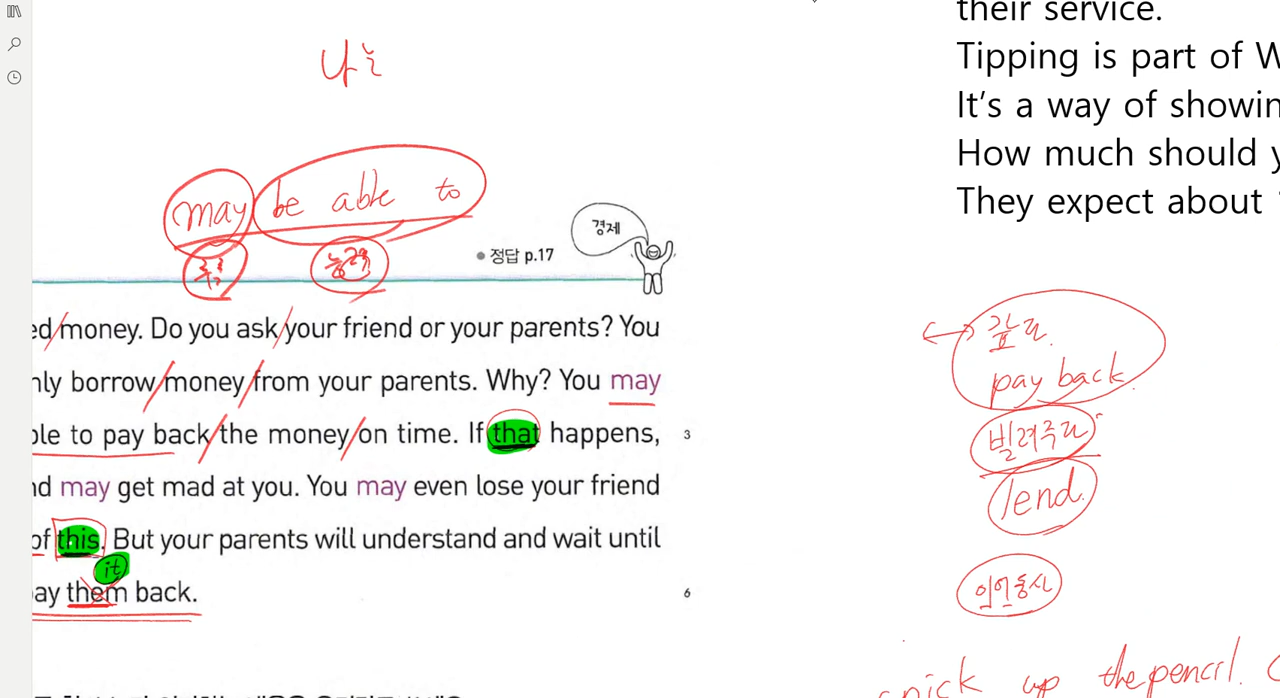 나는
may be able to
추측 능력
경제
• 정답 p.17
ed money. Do you ask your friend or your parents? You
nly borrow money from your parents. Why? You may
ble to pay back the money on time. If that happens, 3
nd may get mad at you. You may even lose your friend
of this. But your parents will understand and wait until
it
ay them back. 6
their service.
Tipping is part of W
It's a way of showin
How much should y
They expect about
갚다.
pay back.
빌려주다
lend.
이어동사
pick up the pencil.